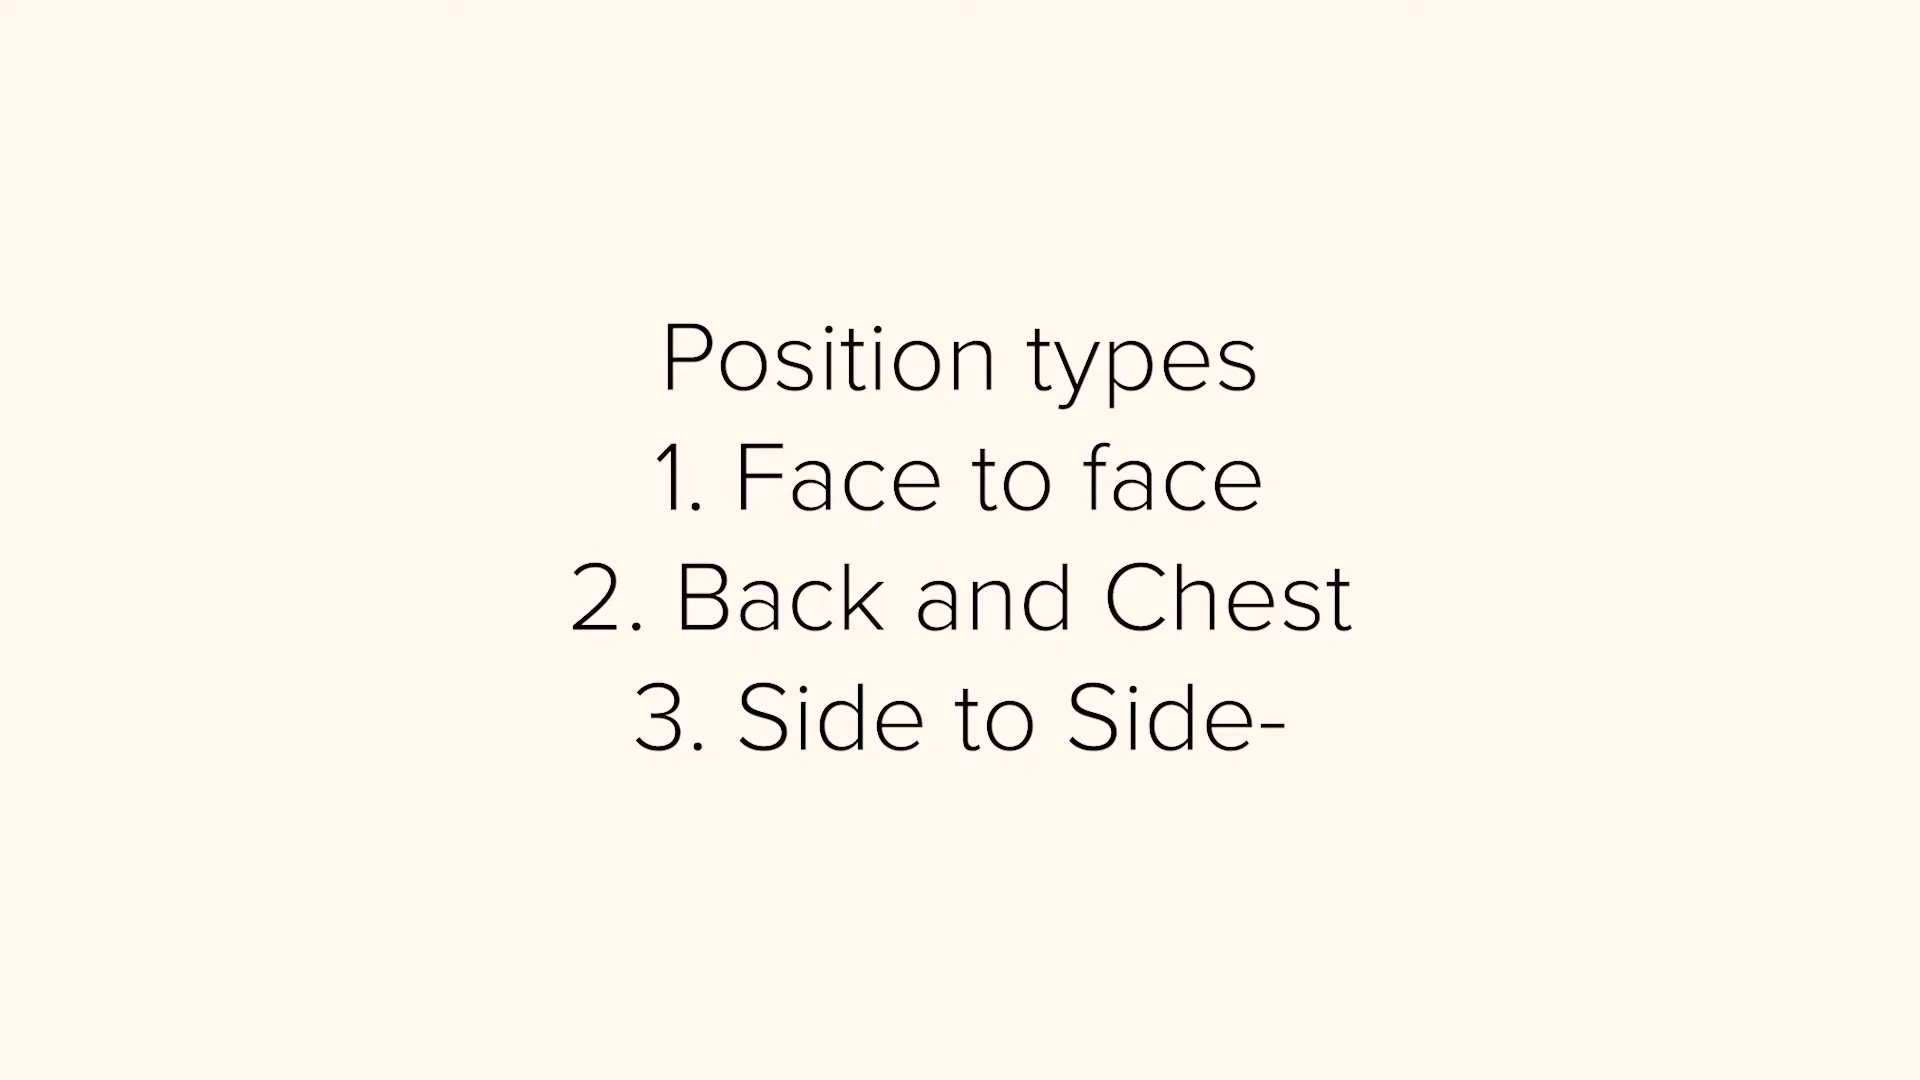 Position types
1. Face to face
2. Back and Chest
3. Side to Side-